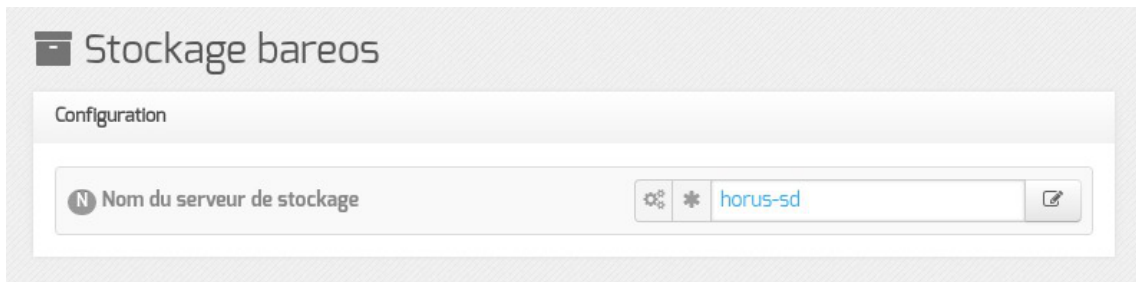 Stockage bareos
Configuration
N Nom du serveur de stockage horus-sd